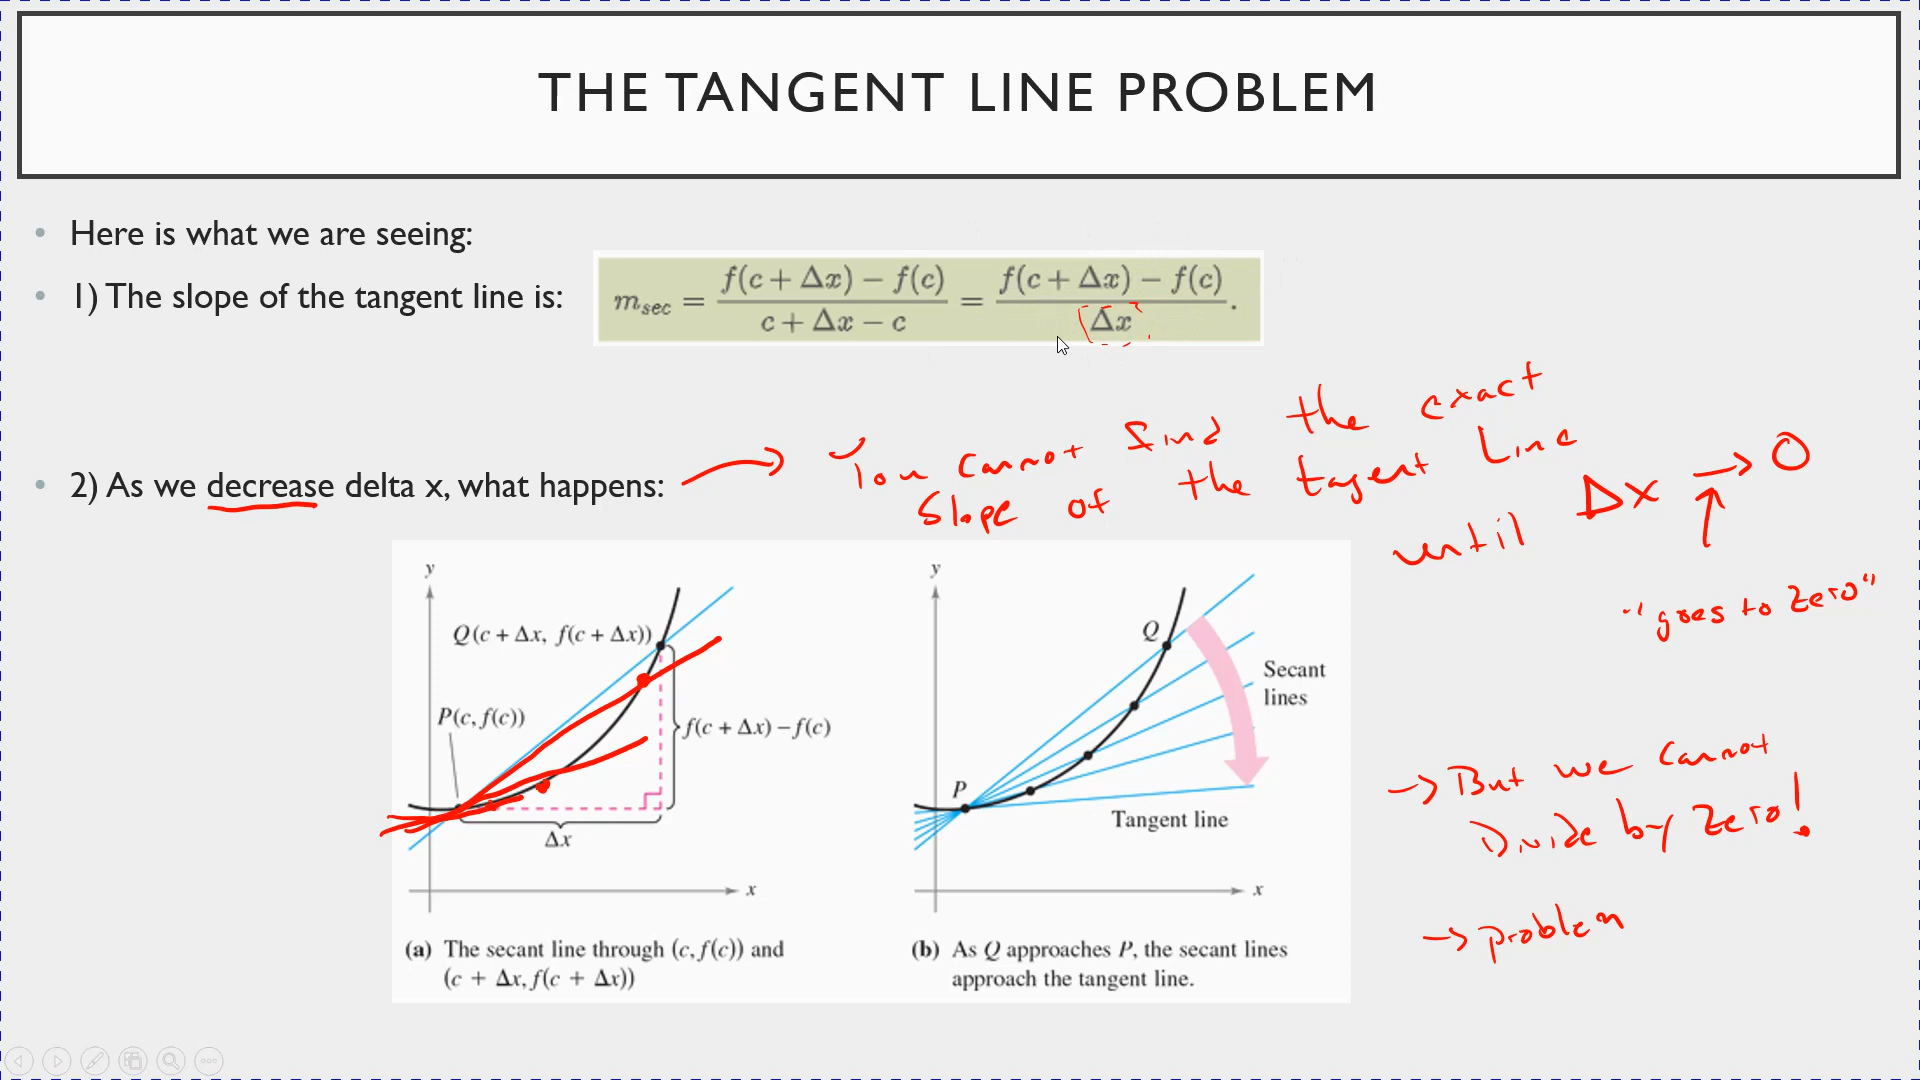 THE TANGENT LINE PROBLEM
• Here is what we are seeing:
• 1) The slope of the tangent line is:
m_sec = (f(c + Δx) − f(c)) / (c + Δx − c) = (f(c + Δx) − f(c)) / Δx .
• 2) As we decrease delta x, what happens:
→ You cannot find the exact
slope of the tagent Line
until Δx → 0
↑
"goes to Zero"
y
Q(c + Δx, f(c + Δx))
P(c, f(c))
f(c + Δx) − f(c)
Δx
x
(a) The secant line through (c, f(c)) and
(c + Δx, f(c + Δx))
y
Q
Secant
lines
P
Tangent line
x
(b) As Q approaches P, the secant lines
approach the tangent line.
→ But we cannot
Divide by Zero!
→ problem